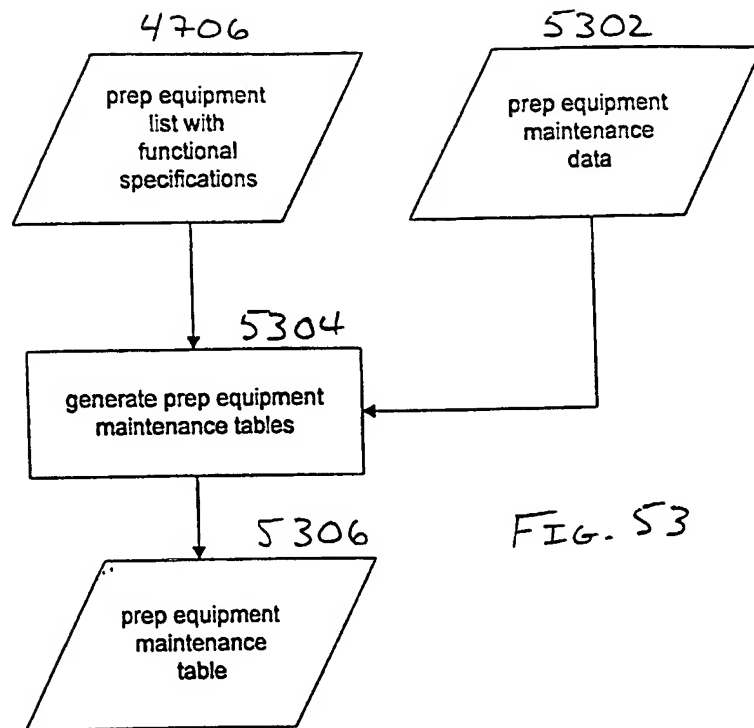 4706
prep equipment
list with
functional
specifications
5302
prep equipment
maintenance
data
5304
generate prep equipment
maintenance tables
5306
prep equipment
maintenance
table
FIG. 53